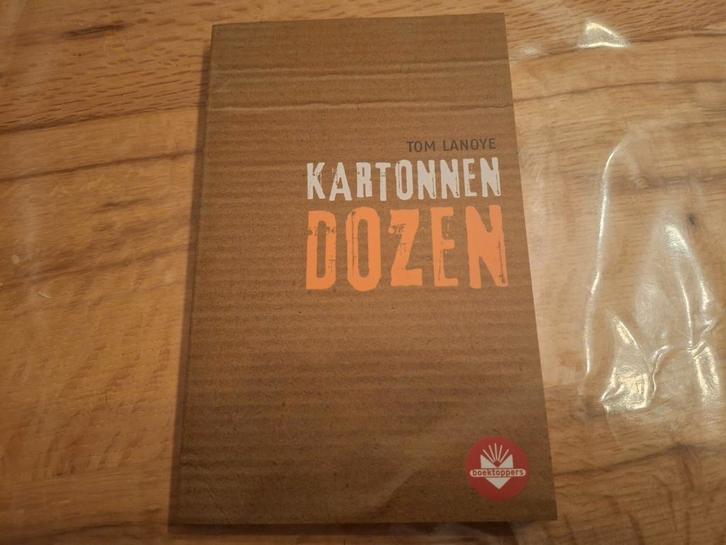 TOM LANOYE
KARTONNEN
DOZEN
boektoppers